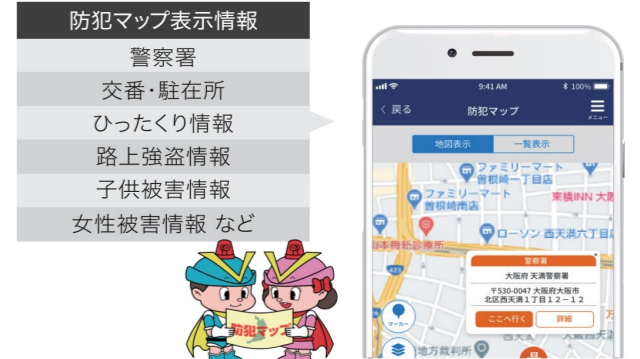 防犯マップ表示情報
警察署
交番・駐在所
ひったくり情報
路上強盗情報
子供被害情報
女性被害情報 など
防犯マップ
9:41 AM
100%
戻る
防犯マップ
メニュー
地図表示
一覧表示
ファミリーマート
曽根崎一丁目店
ファミリーマート
曽根崎南店
東横INN 大阪
ローソン 西天満六丁目
423
警察署
大阪府 天満警察署
〒530-0047 大阪府大阪市
北区西天満1丁目12−12
ここへ行く
詳細
マーカー
地方裁判所